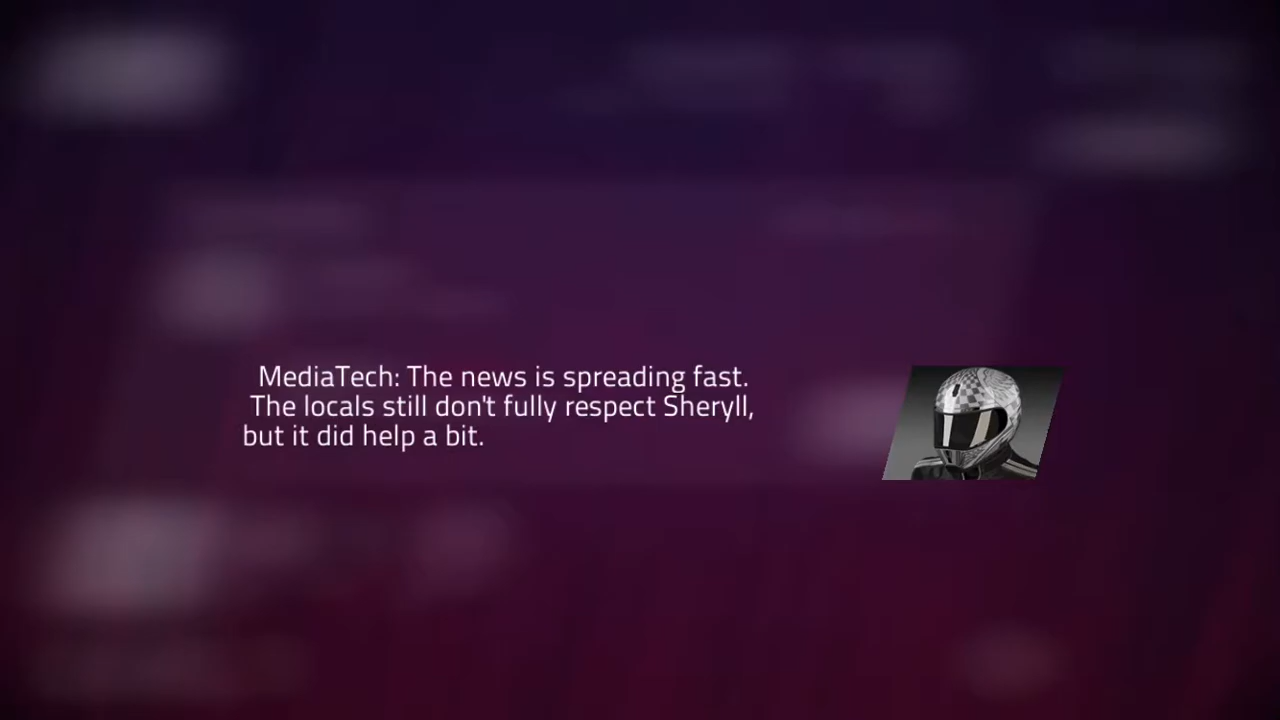 MediaTech: The news is spreading fast.
The locals still don't fully respect Sheryll,
but it did help a bit.